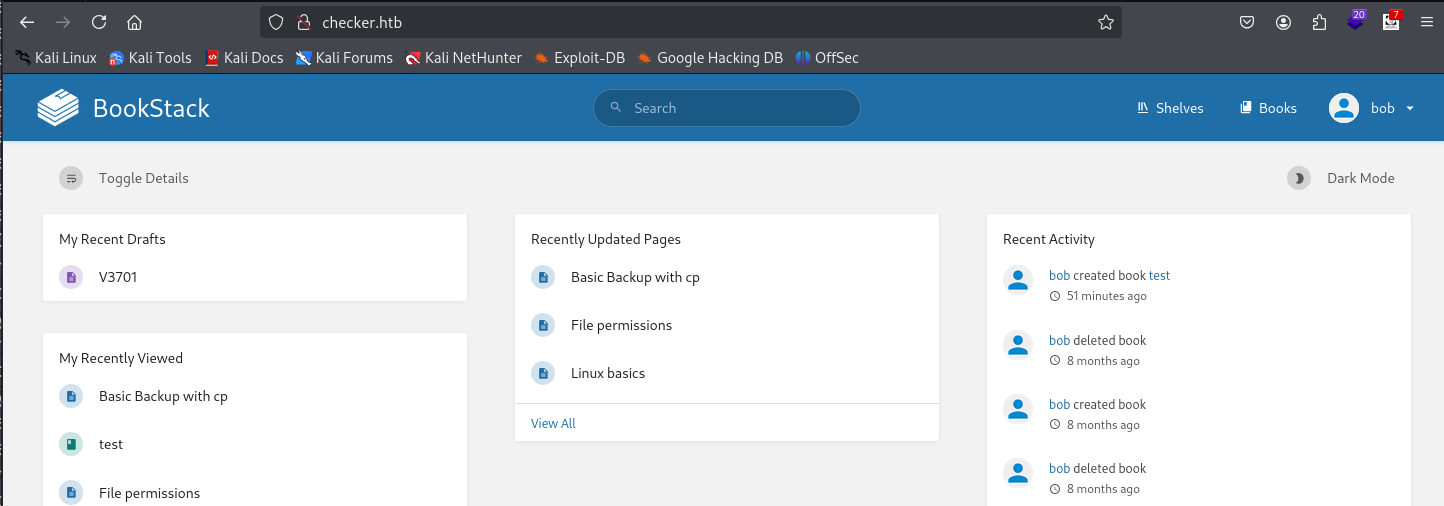 checker.htb
20
7
Kali Linux Kali Tools Kali Docs Kali Forums Kali NetHunter Exploit-DB Google Hacking DB OffSec
BookStack
Search
Shelves
Books
bob
Toggle Details
Dark Mode
My Recent Drafts
V3701
My Recently Viewed
Basic Backup with cp
test
File permissions
Recently Updated Pages
Basic Backup with cp
File permissions
Linux basics
View All
Recent Activity
bob created book test
51 minutes ago
bob deleted book
8 months ago
bob created book
8 months ago
bob deleted book
8 months ago